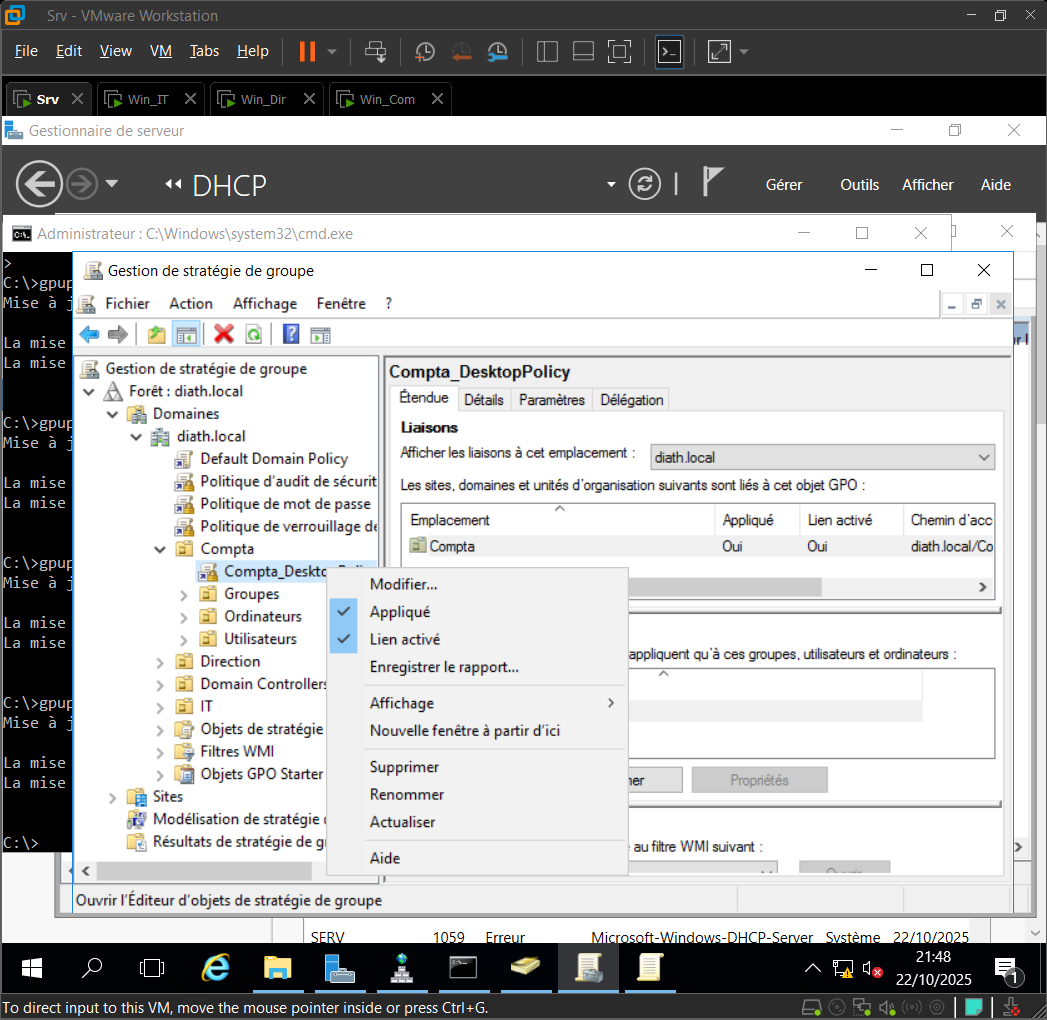 Srv - VMware Workstation
File Edit View VM Tabs Help
Srv Win_IT Win_Dir Win_Com
Gestionnaire de serveur
DHCP
Gérer Outils Afficher Aide
Administrateur : C:\Windows\system32\cmd.exe
>
C:\>gpup
Mise à j
La mise
La mise
C:\>gpup
Mise à j
La mise
La mise
C:\>gpup
Mise à j
La mise
La mise
C:\>gpup
Mise à j
La mise
La mise
C:\>
Gestion de stratégie de groupe
Fichier Action Affichage Fenêtre ?
Gestion de stratégie de groupe
Forêt : diath.local
Domaines
diath.local
Default Domain Policy
Politique d'audit de sécurit
Politique de mot de passe
Politique de verrouillage de
Compta
Compta_Deskto
Groupes
Ordinateurs
Utilisateurs
Direction
Domain Controllers
IT
Objets de stratégie
Filtres WMI
Objets GPO Starter
Sites
Modélisation de stratégie
Résultats de stratégie de g
Compta_DesktopPolicy
Étendue Détails Paramètres Délégation
Liaisons
Afficher les liaisons à cet emplacement : diath.local
Les sites, domaines et unités d'organisation suivants sont liés à cet objet GPO :
Emplacement Appliqué Lien activé Chemin d'acc
Compta Oui Oui diath.local/Co
appliquent qu'à ces groupes, utilisateurs et ordinateurs :
Propriétés
au filtre WMI suivant :
Modifier...
Appliqué
Lien activé
Enregistrer le rapport...
Affichage
Nouvelle fenêtre à partir d'ici
Supprimer
Renommer
Actualiser
Aide
Ouvrir l'Éditeur d'objets de stratégie de groupe
SERV 1059 Erreur Microsoft-Windows-DHCP-Server Système 22/10/2025
21:48
22/10/2025
1
To direct input to this VM, move the mouse pointer inside or press Ctrl+G.